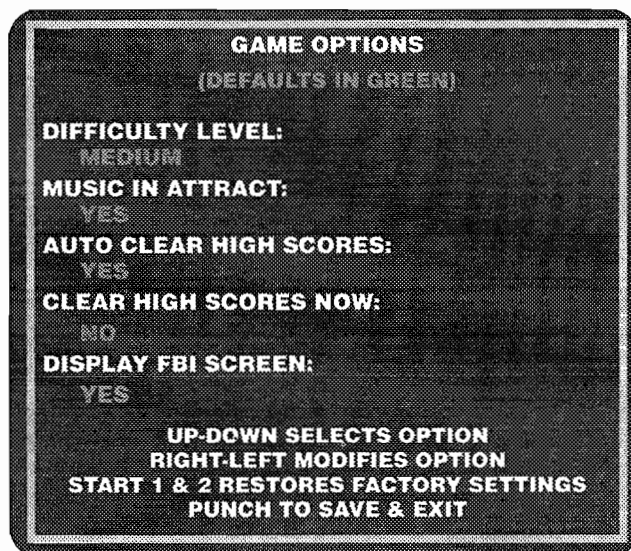 GAME OPTIONS
(DEFAULTS IN GREEN)
DIFFICULTY LEVEL:
MEDIUM
MUSIC IN ATTRACT:
YES
AUTO CLEAR HIGH SCORES:
YES
CLEAR HIGH SCORES NOW:
NO
DISPLAY FBI SCREEN:
YES
UP-DOWN SELECTS OPTION
RIGHT-LEFT MODIFIES OPTION
START 1 & 2 RESTORES FACTORY SETTINGS
PUNCH TO SAVE & EXIT